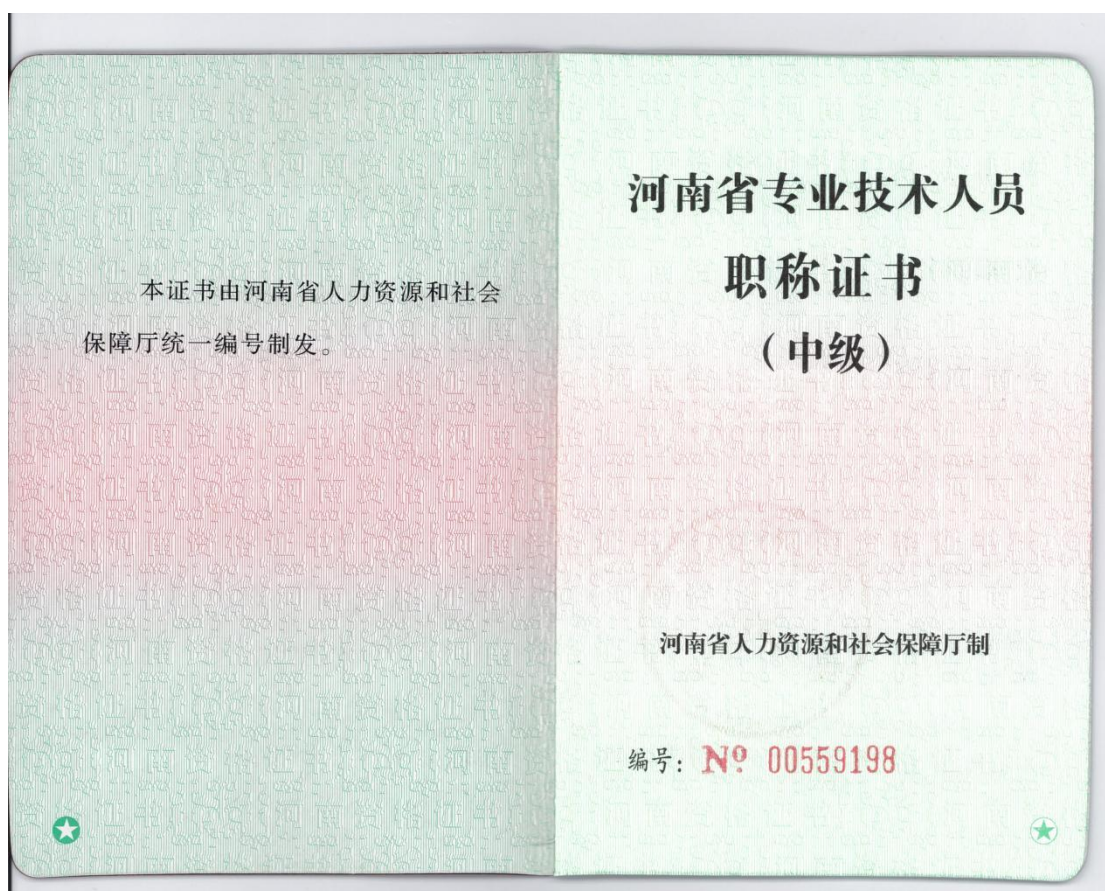 本证书由河南省人力资源和社会
保障厅统一编号制发。
河南省专业技术人员
职称证书
（中级）
河南省人力资源和社会保障厅制
编号：№ 00559198